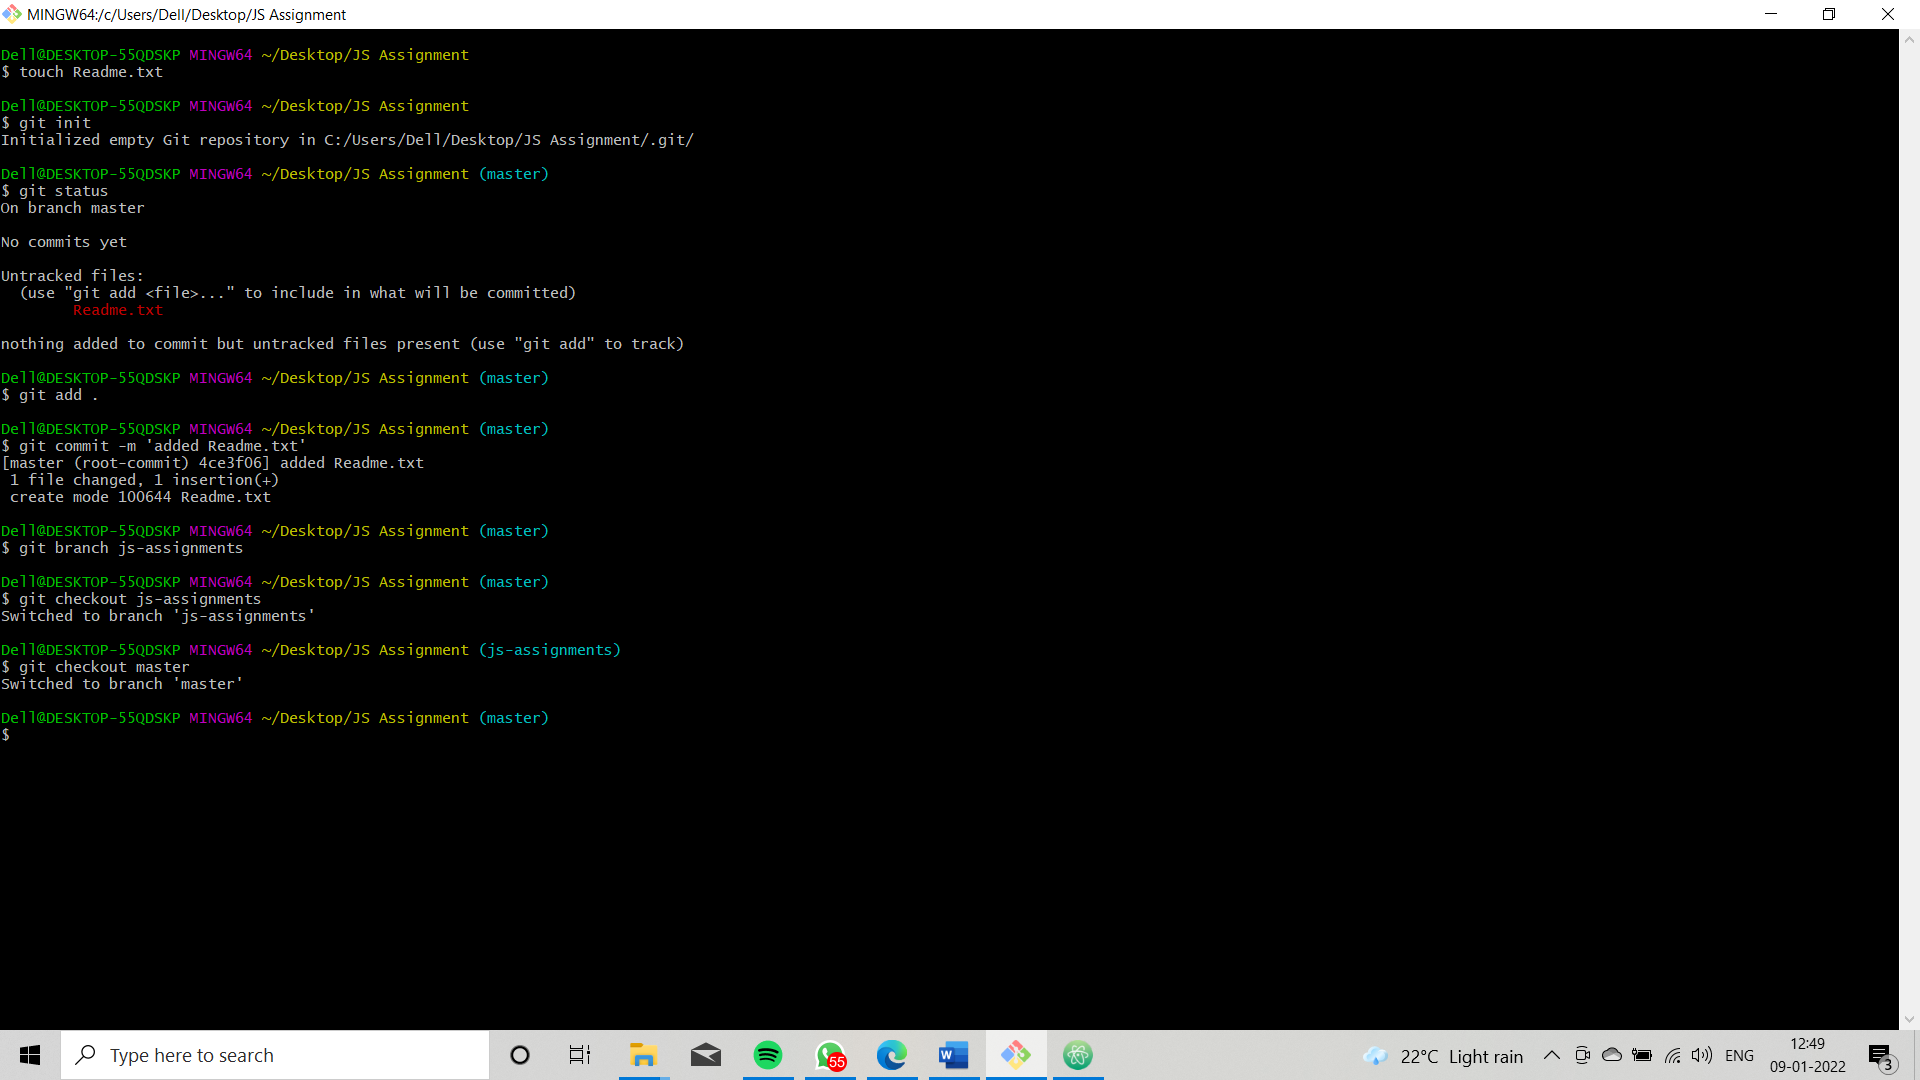 MINGW64:/c/Users/Dell/Desktop/JS Assignment
Dell@DESKTOP-55QDSKP MINGW64 ~/Desktop/JS Assignment
$ touch Readme.txt
Dell@DESKTOP-55QDSKP MINGW64 ~/Desktop/JS Assignment
$ git init
Initialized empty Git repository in C:/Users/Dell/Desktop/JS Assignment/.git/
Dell@DESKTOP-55QDSKP MINGW64 ~/Desktop/JS Assignment (master)
$ git status
On branch master
No commits yet
Untracked files:
(use "git add <file>..." to include in what will be committed)
Readme.txt
nothing added to commit but untracked files present (use "git add" to track)
Dell@DESKTOP-55QDSKP MINGW64 ~/Desktop/JS Assignment (master)
$ git add .
Dell@DESKTOP-55QDSKP MINGW64 ~/Desktop/JS Assignment (master)
$ git commit -m 'added Readme.txt'
[master (root-commit) 4ce3f06] added Readme.txt
1 file changed, 1 insertion(+)
create mode 100644 Readme.txt
Dell@DESKTOP-55QDSKP MINGW64 ~/Desktop/JS Assignment (master)
$ git branch js-assignments
Dell@DESKTOP-55QDSKP MINGW64 ~/Desktop/JS Assignment (master)
$ git checkout js-assignments
Switched to branch 'js-assignments'
Dell@DESKTOP-55QDSKP MINGW64 ~/Desktop/JS Assignment (js-assignments)
$ git checkout master
Switched to branch 'master'
Dell@DESKTOP-55QDSKP MINGW64 ~/Desktop/JS Assignment (master)
$
Type here to search
55
W
22°C Light rain
ENG
12:49
09-01-2022
3